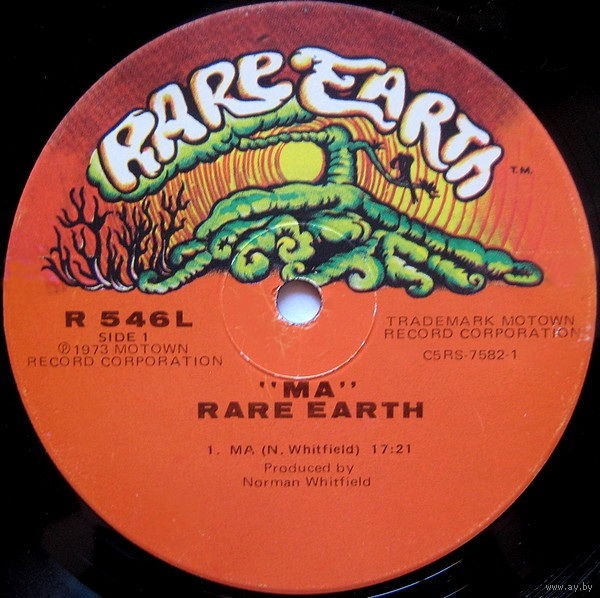 RARE EARTH
T.M.
R 546L
SIDE 1
℗1973 MOTOWN
RECORD CORPORATION
TRADEMARK MOTOWN
RECORD CORPORATION
C5RS-7582-1
"MA"
RARE EARTH
1. MA, (N. Whitfield) 17:21
Produced by
Norman Whitfield
www.ay.by